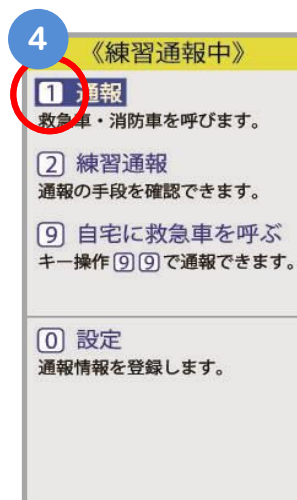 4
《練習通報中》
1 通報
救急車・消防車を呼びます。
2 練習通報
通報の手段を確認できます。
9 自宅に救急車を呼ぶ
キー操作99で通報できます。
0 設定
通報情報を登録します。